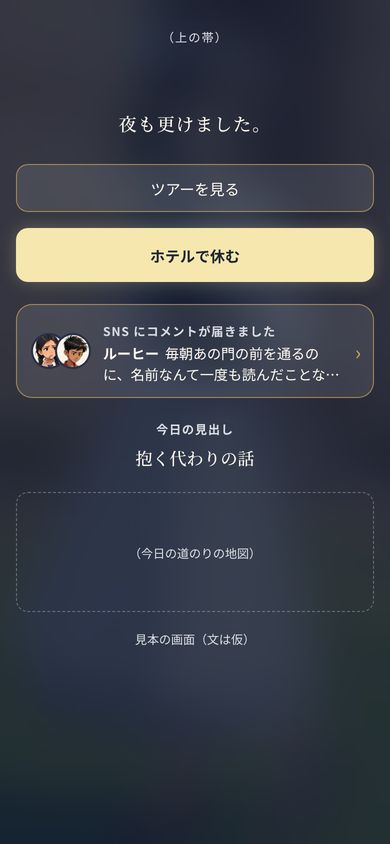 （上の帯）
夜も更けました。
ツアーを見る
ホテルで休む
SNS にコメントが届きました
ルーヒー 毎朝あの門の前を通るの
に、名前なんて一度も読んだことな…
›
今日の見出し
抱く代わりの話
（今日の道のりの地図）
見本の画面（文は仮）